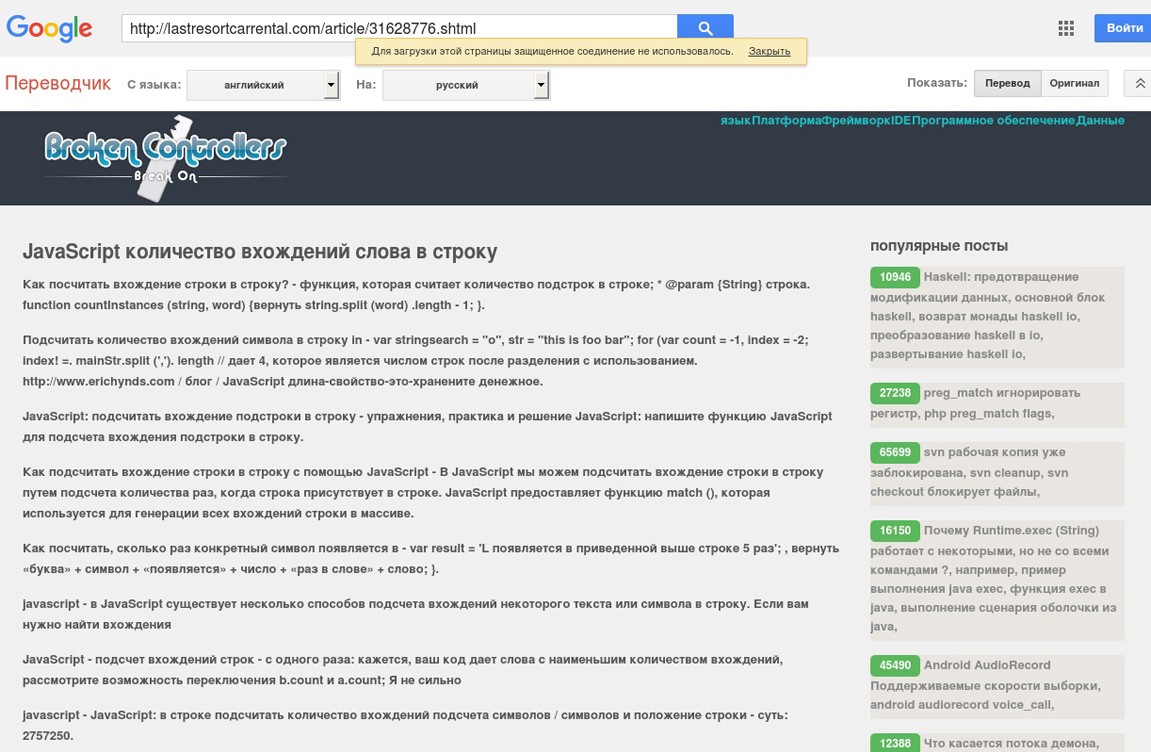 Google
http://lastresortcarrental.com/article/31628776.shtml
Войти
Для загрузки этой страницы защищенное соединение не использовалось. Закрыть
Переводчик С языка: английский На: русский Показать: Перевод Оригинал
языкПлатформаФреймворкIDEПрограммное обеспечениеДанные
Broken Controllers
Break On
JavaScript количество вхождений слова в строку
Как посчитать вхождение строки в строку? - функция, которая считает количество подстрок в строке; * @param {String} строка.
function countInstances (string, word) {вернуть string.split (word) .length - 1; }.
Подсчитать количество вхождений символа в строку in - var stringsearch = "o", str = "this is foo bar"; for (var count = -1, index = -2;
index! =. mainStr.split (','). length // дает 4, которое является числом строк после разделения с использованием.
http://www.erichynds.com / блог / JavaScript длина-свойство-это-хранените денежное.
JavaScript: подсчитать вхождение подстроки в строку - упражнения, практика и решение JavaScript: напишите функцию JavaScript
для подсчета вхождения подстроки в строку.
Как подсчитать вхождение строки в строку с помощью JavaScript - В JavaScript мы можем подсчитать вхождение строки в строку
путем подсчета количества раз, когда строка присутствует в строке. JavaScript предоставляет функцию match (), которая
используется для генерации всех вхождений строки в массиве.
Как посчитать, сколько раз конкретный символ появляется в - var result = 'L появляется в приведенной выше строке 5 раз'; , вернуть
«буква» + символ + «появляется» + число + «раз в слове» + слово; }.
javascript - в JavaScript существует несколько способов подсчета вхождений некоторого текста или символа в строку. Если вам
нужно найти вхождения
JavaScript - подсчет вхождений строк - с одного раза: кажется, ваш код дает слова с наименьшим количеством вхождений,
рассмотрите возможность переключения b.count и a.count; Я не сильно
javascript - JavaScript: в строке подсчитать количество вхождений подсчета символов / символов и положение строки - суть:
2757250.
популярные посты
10946 Haskell: предотвращение
модификации данных, основной блок
haskell, возврат монады haskell io,
преобразование haskell в io,
развертывание haskell io,
27238 preg_match игнорировать
регистр, php preg_match flags,
65699 svn рабочая копия уже
заблокирована, svn cleanup, svn
checkout блокирует файлы,
16150 Почему Runtime.exec (String)
работает с некоторыми, но не со всеми
командами ?, например, пример
выполнения java exec, функция exec в
java, выполнение сценария оболочки из
java,
45490 Android AudioRecord
Поддерживаемые скорости выборки,
android audiorecord voice_call,
12388 Что касается потока демона,